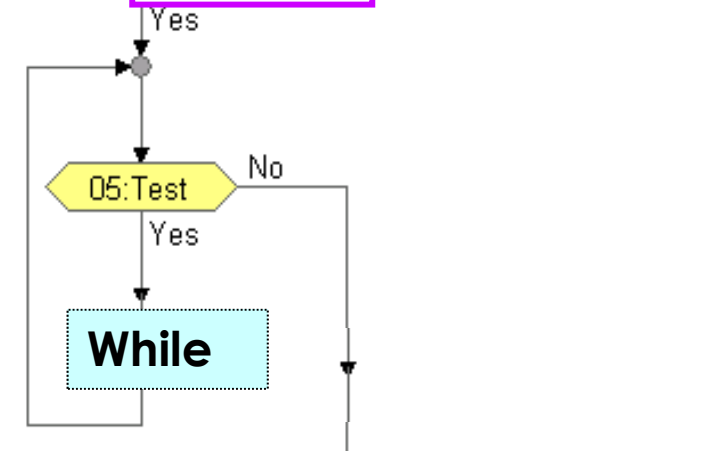 Yes
No
05:Test
Yes
While